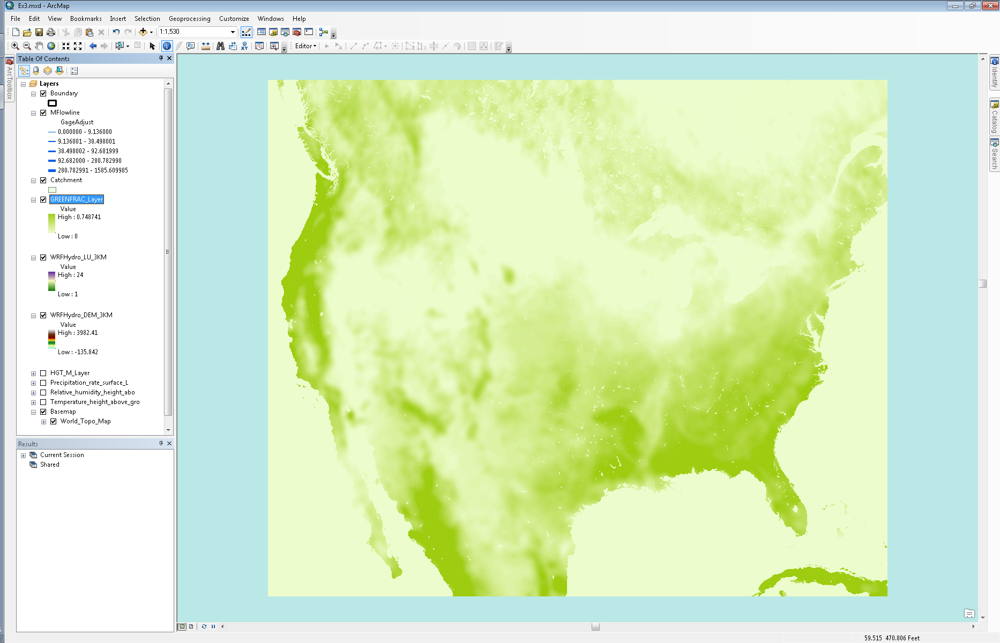 Ex3.mxd - ArcMap
File Edit View Bookmarks Insert Selection Geoprocessing Customize Windows Help
1:1,530
Editor
Table Of Contents
ArcToolbox
Layers
Boundary
MFlowline
GageAdjust
0.000000 - 9.136000
9.136001 - 38.498001
38.498002 - 92.681999
92.682000 - 280.782990
280.782991 - 1585.609985
Catchment
GREENFRAC_Layer
Value
High : 0.748741
Low : 0
WRFHydro_LU_3KM
Value
High : 24
Low : 1
WRFHydro_DEM_3KM
Value
High : 3982.41
Low : -135.842
HGT_M_Layer
Precipitation_rate_surface_L
Relative_humidity_height_abo
Temperature_height_above_gro
Basemap
World_Topo_Map
Results
Current Session
Shared
Identify
Catalog
Search
59.515 470.806 Feet